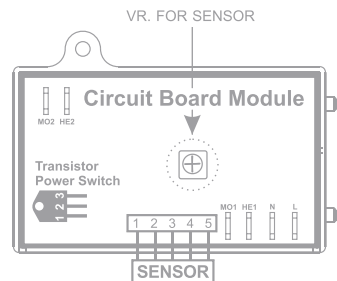 VR. FOR SENSOR
Circuit Board Module
MO2 HE2
Transistor
Power Switch
1 2 3
MO1 HE1 N L
1 2 3 4 5
SENSOR